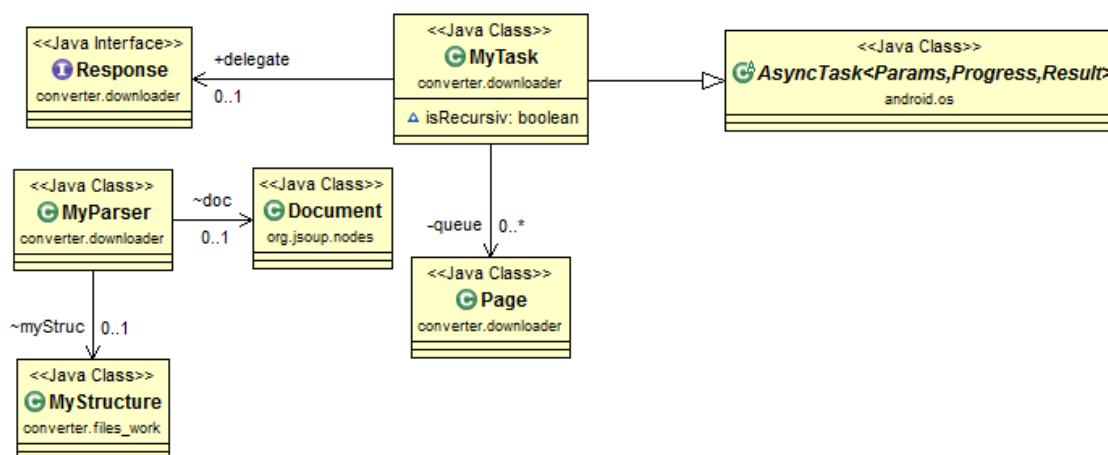 <<Java Interface>>
Response
converter.downloader
+delegate
0..1
<<Java Class>>
MyTask
converter.downloader
isRecursiv: boolean
<<Java Class>>
AsyncTask<Params,Progress,Result>
android.os
<<Java Class>>
MyParser
converter.downloader
~doc
0..1
<<Java Class>>
Document
org.jsoup.nodes
-queue 0..*
<<Java Class>>
Page
converter.downloader
~myStruc 0..1
<<Java Class>>
MyStructure
converter.files_work